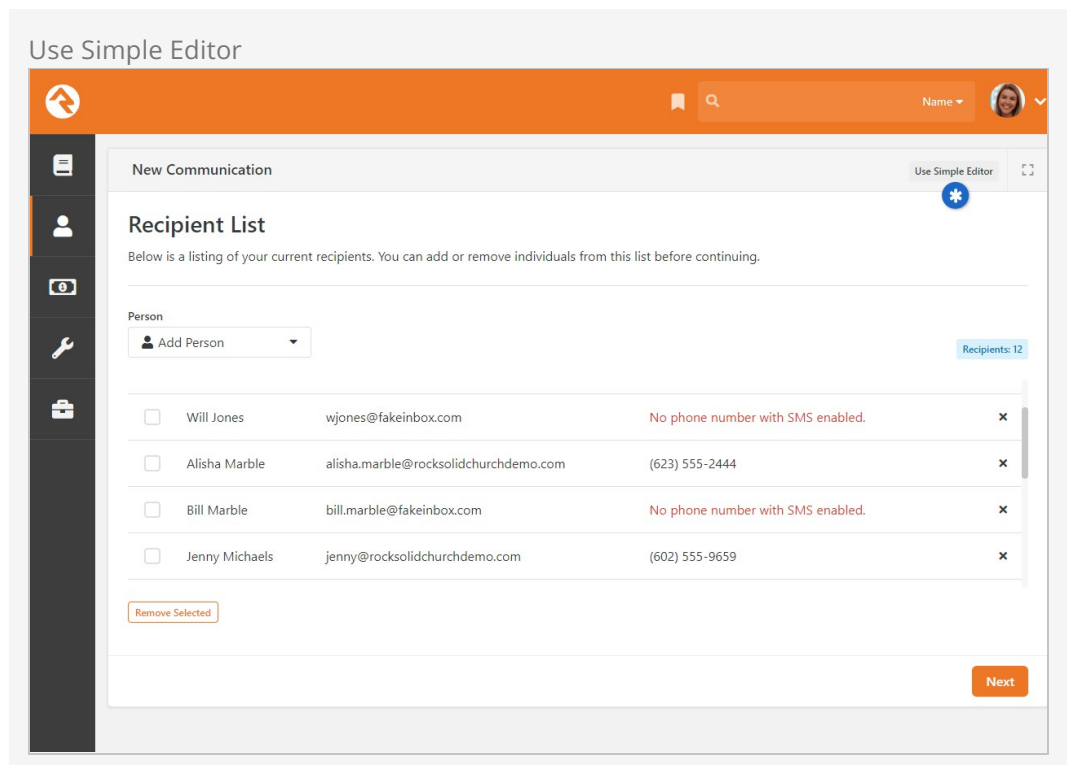 Use Simple Editor
Name
New Communication
Use Simple Editor
Recipient List
Below is a listing of your current recipients. You can add or remove individuals from this list before continuing.
Person
Add Person
Recipients: 12
Will Jones wjones@fakeinbox.com No phone number with SMS enabled.
Alisha Marble alisha.marble@rocksolidchurchdemo.com (623) 555-2444
Bill Marble bill.marble@fakeinbox.com No phone number with SMS enabled.
Jenny Michaels jenny@rocksolidchurchdemo.com (602) 555-9659
Remove Selected
Next